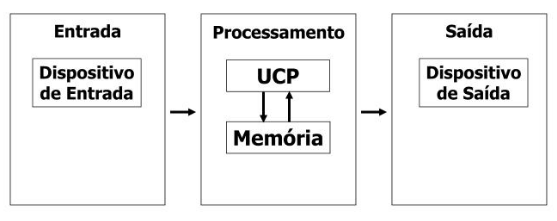 Entrada
Dispositivo
de Entrada
Processamento
UCP
Memória
Saída
Dispositivo
de Saída